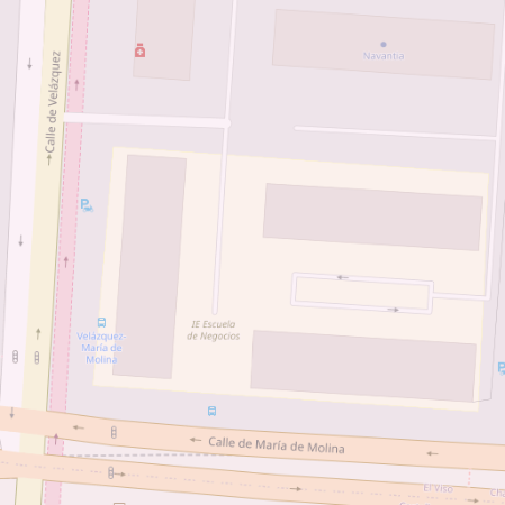 Calle de Velázquez
Navantia
IE Escuela
de Negocios
Velázquez-
María de
Molina
Calle de María de Molina
El Viso